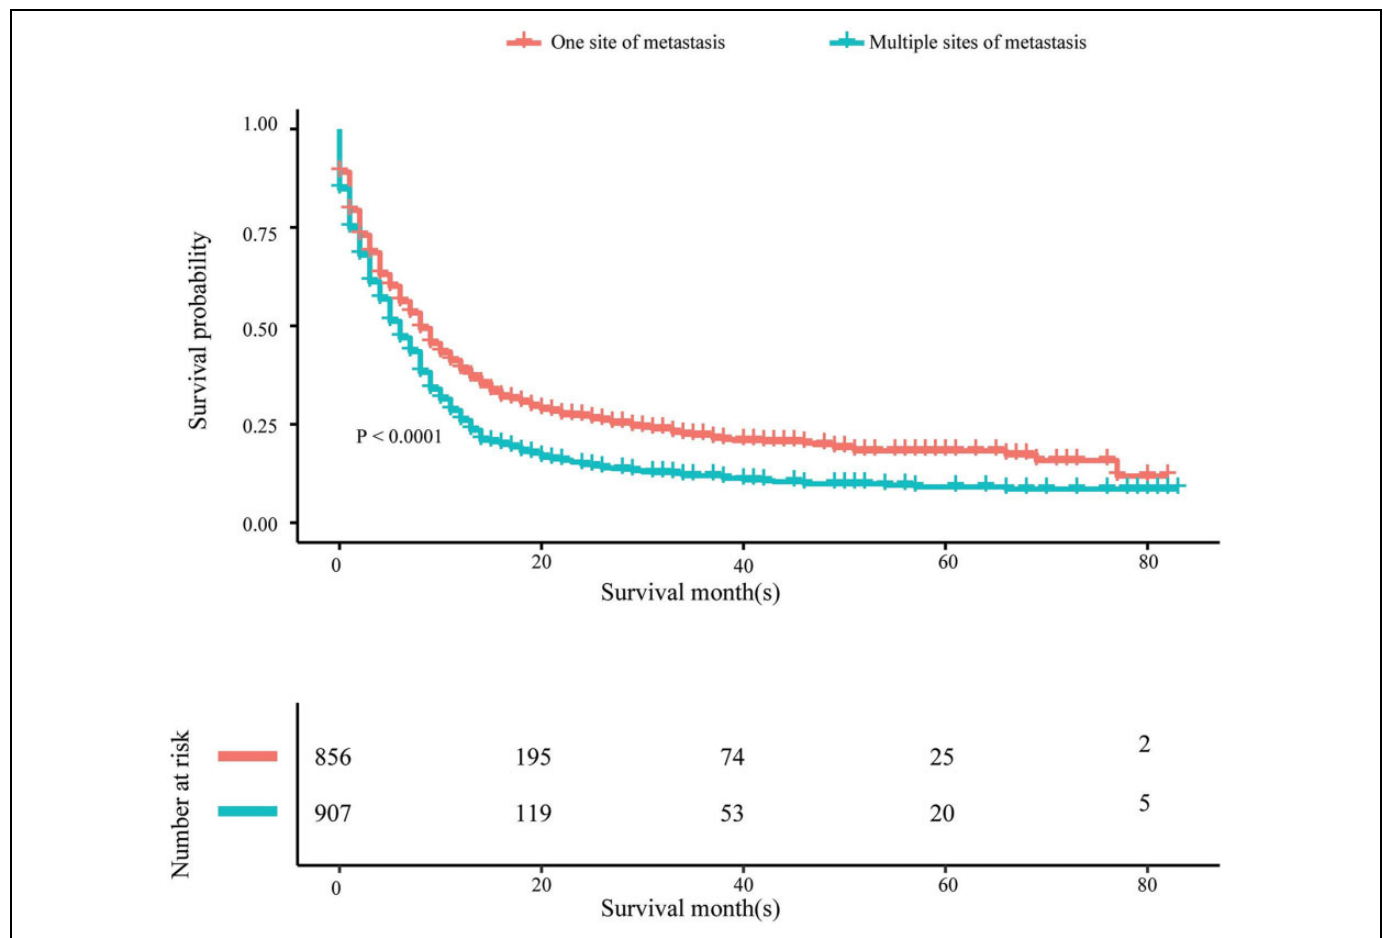 One site of metastasis Multiple sites of metastasis
1.00
0.75
0.50
0.25
0.00
Survival probability
P < 0.0001
0 20 40 60 80
Survival month(s)
Number at risk
856 195 74 25 2
907 119 53 20 5
0 20 40 60 80
Survival month(s)